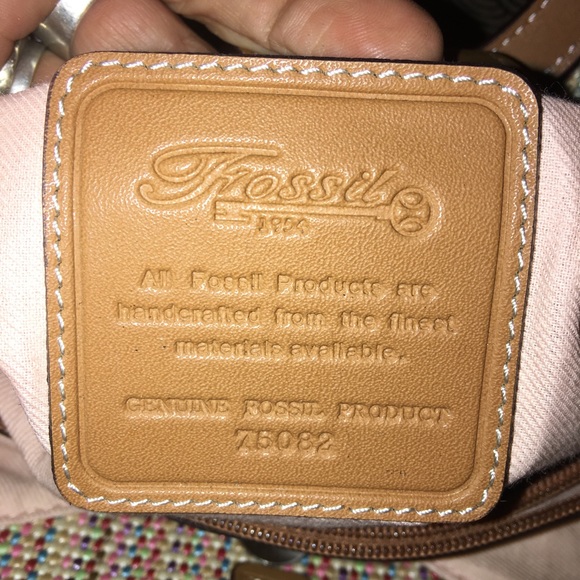 Fossil
1954
All Fossil Products are
handcrafted from the finest
materials available.
GENUINE FOSSIL PRODUCT
75082